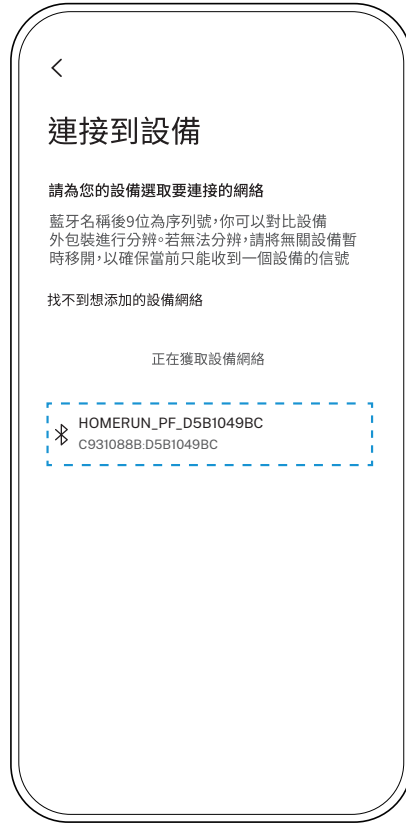 連接到設備
請為您的設備選取要連接的網絡
藍牙名稱後9位為序列號,你可以對比設備
外包裝進行分辨。若無法分辨,請將無關設備暫
時移開,以確保當前只能收到一個設備的信號
找不到想添加的設備網絡
正在獲取設備網絡
HOMERUN_PF_D5B1049BC
C931088B:D5B1049BC